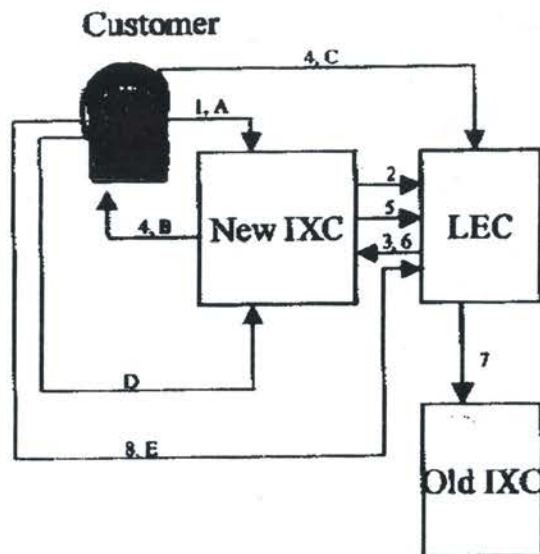 Customer
4, C
1, A
2
5
New IXC
LEC
4, B
3, 6
7
D
8, E
Old IXC